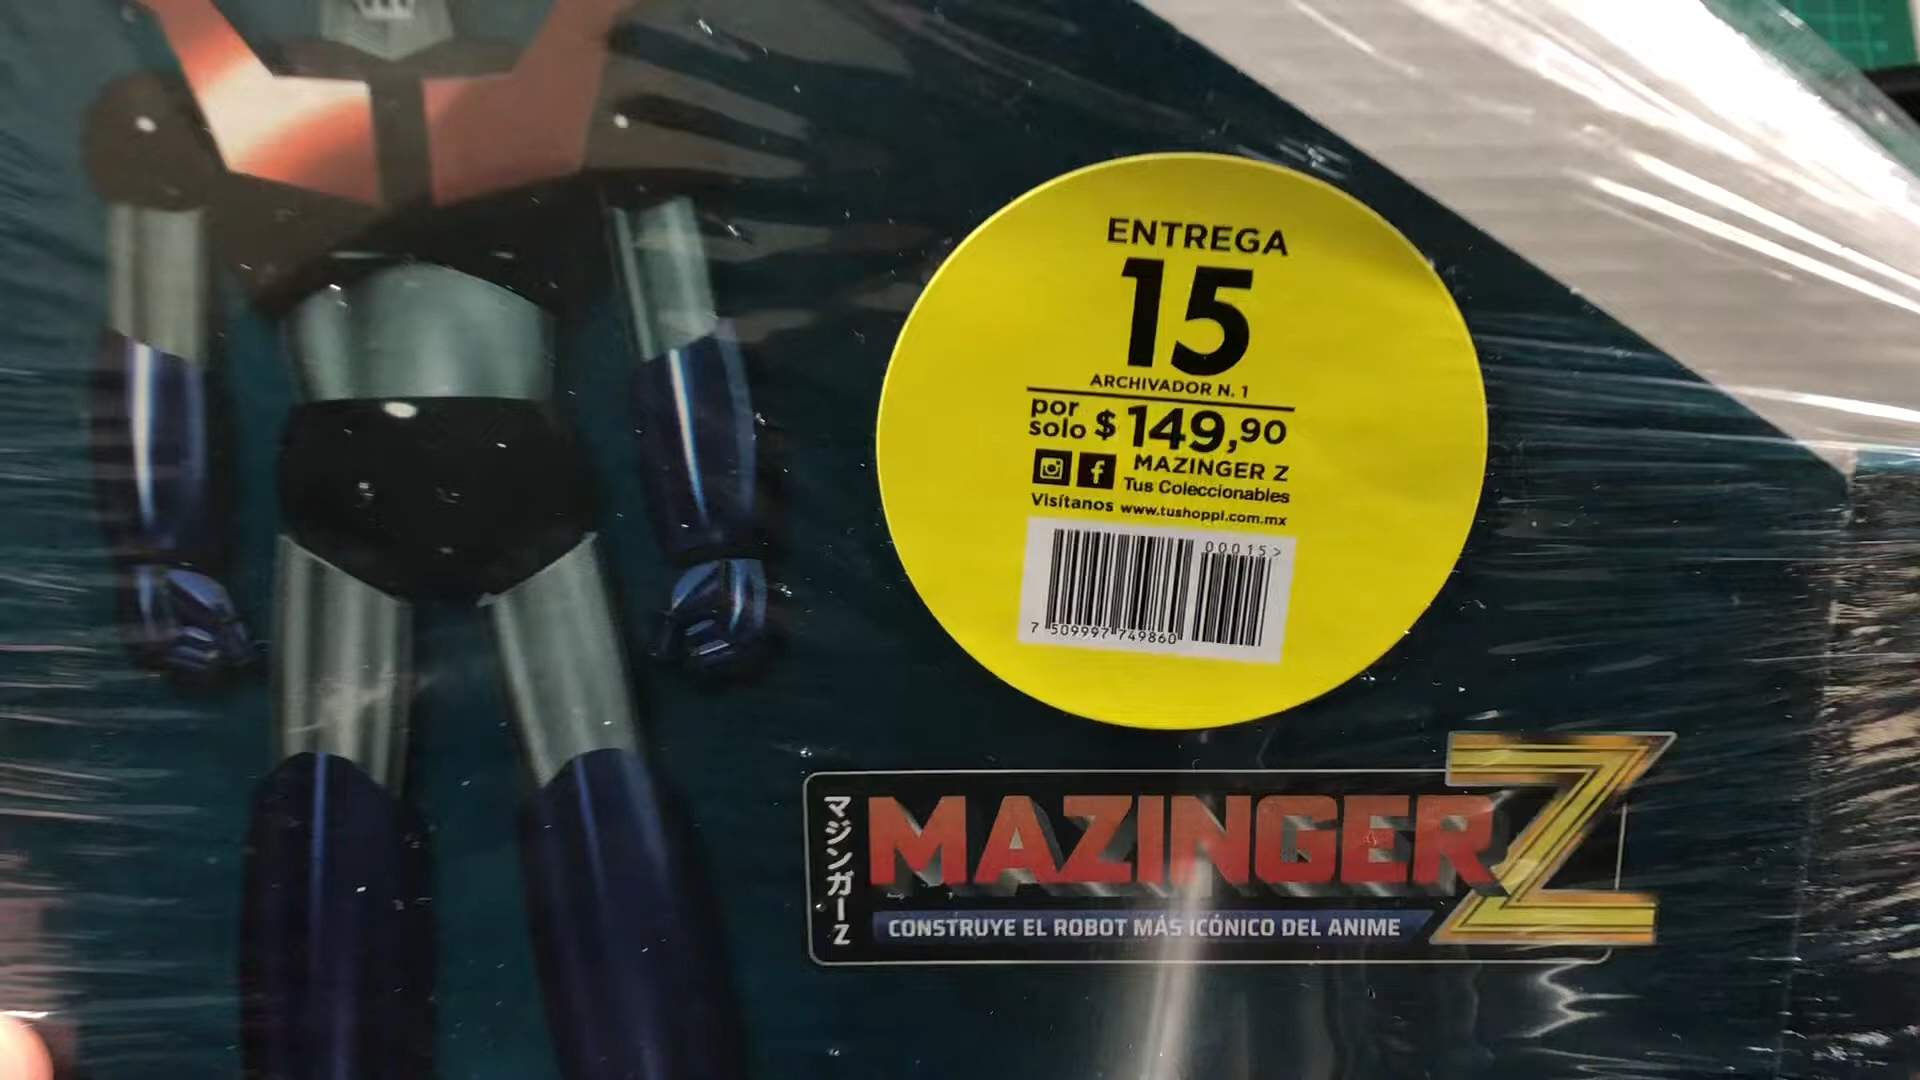 ENTREGA
15
ARCHIVADOR N. 1
por solo $ 149,90
MAZINGER Z
Tus Coleccionables
Visítanos www.tushoppl.com.mx
00015>
7 509997 749860
マジンガーZ
MAZINGER Z
CONSTRUYE EL ROBOT MÁS ICÓNICO DEL ANIME